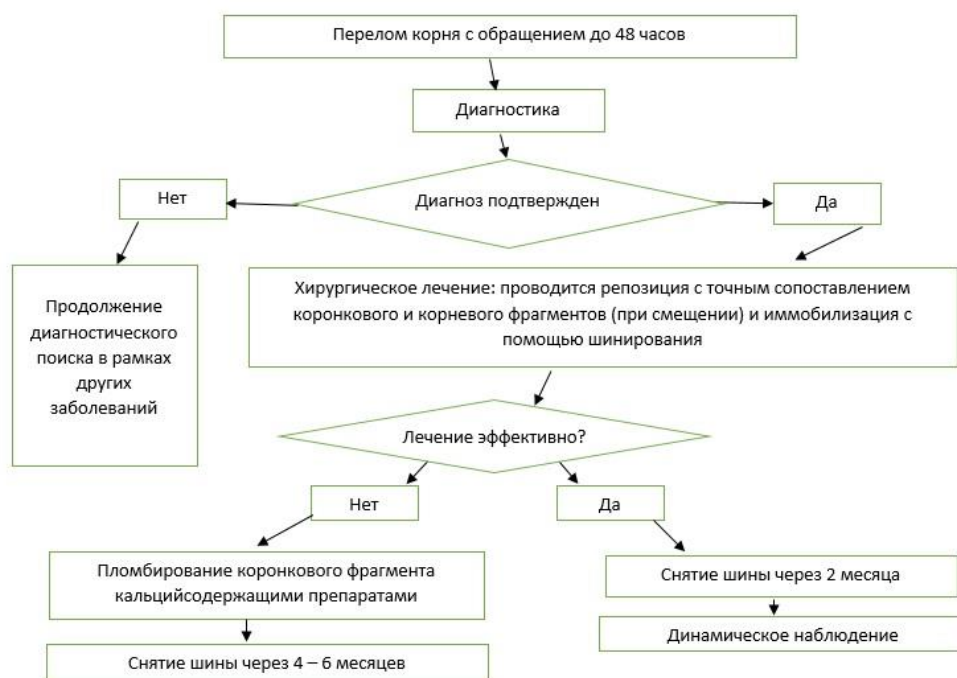 Перелом корня с обращением до 48 часов
Диагностика
Диагноз подтвержден
Нет
Да
Продолжение
диагностического
поиска в рамках
других
заболеваний
Хирургическое лечение: проводится репозиция с точным сопоставлением
коронкового и корневого фрагментов (при смещении) и иммобилизация с
помощью шинирования
Лечение эффективно?
Нет
Да
Пломбирование коронкового фрагмента
кальцийсодержащими препаратами
Снятие шины через 4 – 6 месяцев
Снятие шины через 2 месяца
Динамическое наблюдение